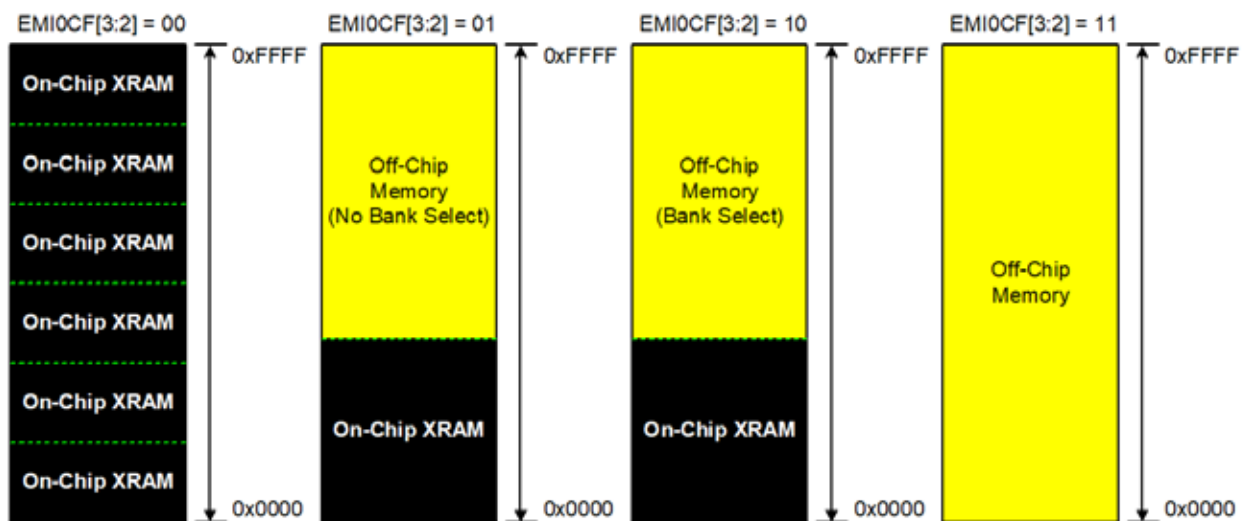 EMI0CF[3:2] = 00
EMI0CF[3:2] = 01
EMI0CF[3:2] = 10
EMI0CF[3:2] = 11
On-Chip XRAM
On-Chip XRAM
On-Chip XRAM
On-Chip XRAM
On-Chip XRAM
On-Chip XRAM
0xFFFF
0x0000
Off-Chip
Memory
(No Bank Select)
On-Chip XRAM
0xFFFF
0x0000
Off-Chip
Memory
(Bank Select)
On-Chip XRAM
0xFFFF
0x0000
Off-Chip
Memory
0xFFFF
0x0000